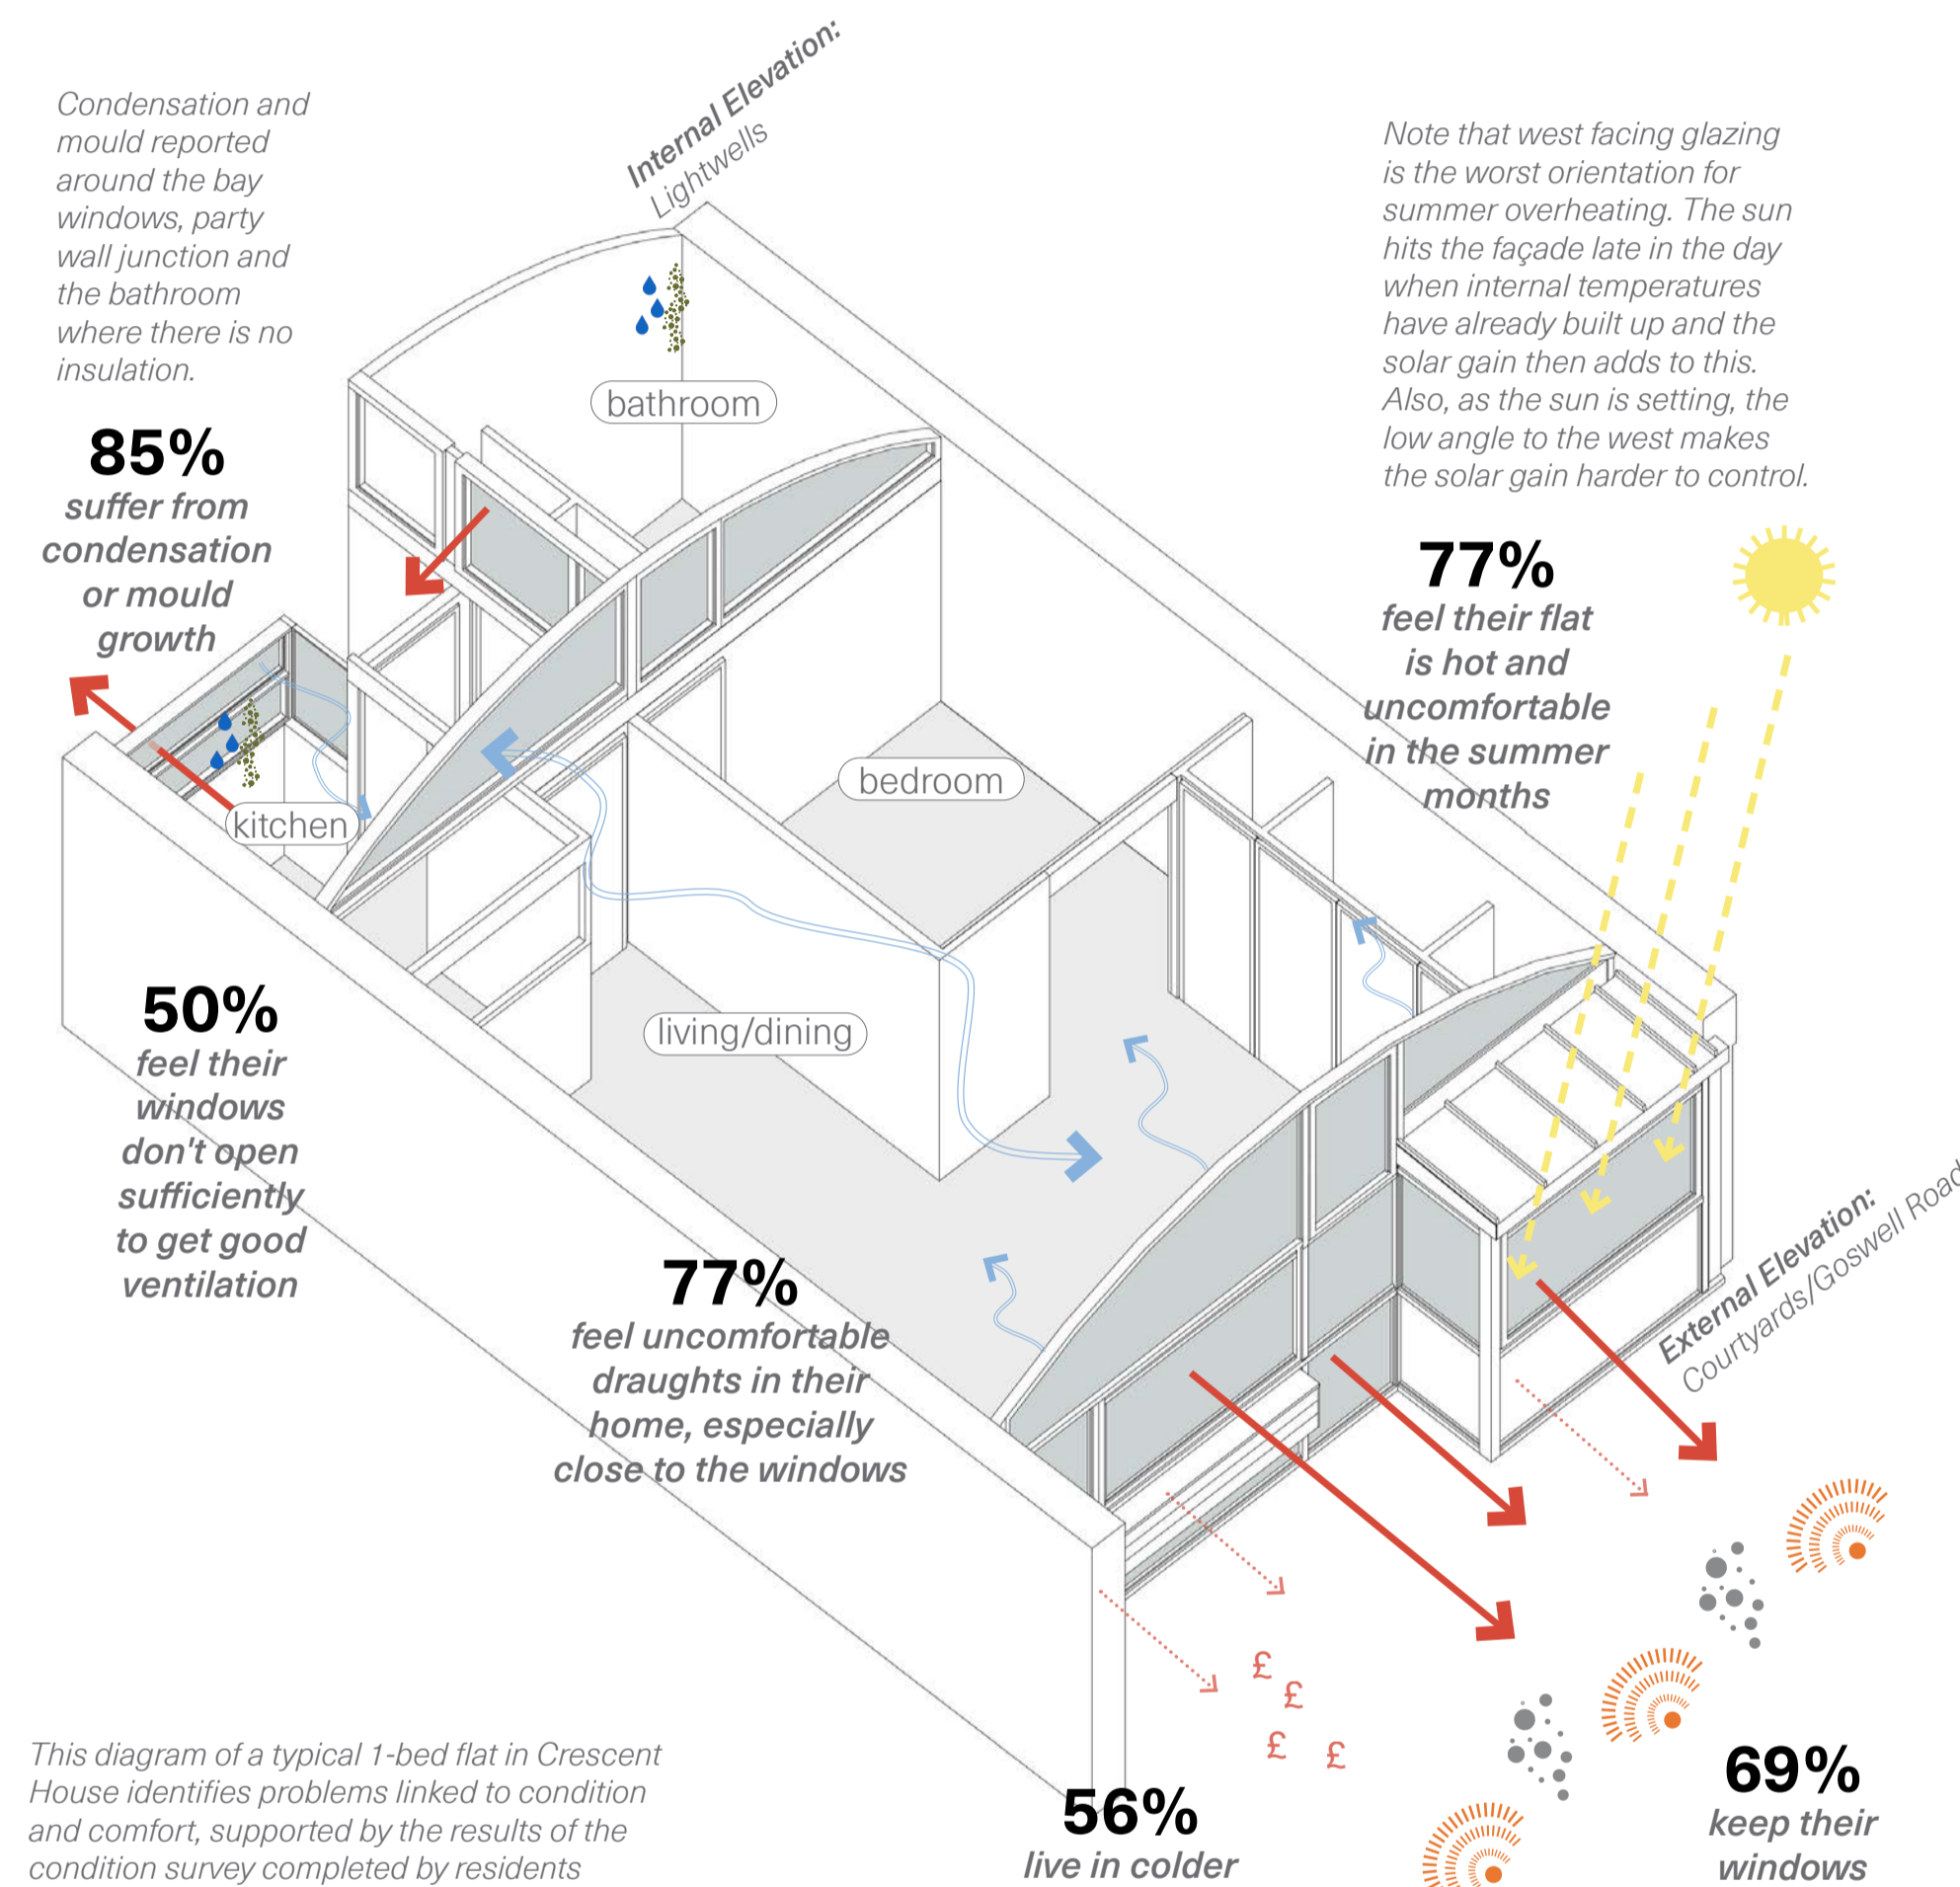 Internal Elevation:
Lightwells
Condensation and
mould reported
around the bay
windows, party
wall junction and
the bathroom
where there is no
insulation.
85%
suffer from
condensation
or mould
growth
Note that west facing glazing
is the worst orientation for
summer overheating. The sun
hits the façade late in the day
when internal temperatures
have already built up and the
solar gain then adds to this.
Also, as the sun is setting, the
low angle to the west makes
the solar gain harder to control.
77%
feel their flat
is hot and
uncomfortable
in the summer
months
bathroom
bedroom
kitchen
living/dining
50%
feel their
windows
don't open
sufficiently
to get good
ventilation
77%
feel uncomfortable
draughts in their
home, especially
close to the windows
External Elevation:
Courtyards/Goswell Road
£
£
£
£
This diagram of a typical 1-bed flat in Crescent
House identifies problems linked to condition
and comfort, supported by the results of the
condition survey completed by residents
56%
live in colder
69%
keep their
windows